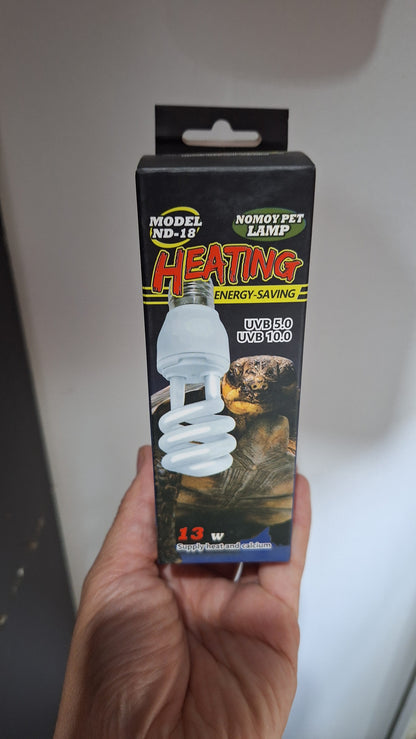 MODEL
ND-18
NOMOY PET
LAMP
HEATING
ENERGY-SAVING
UVB 5.0
UVB 10.0
13 W
Supply heat and calcium